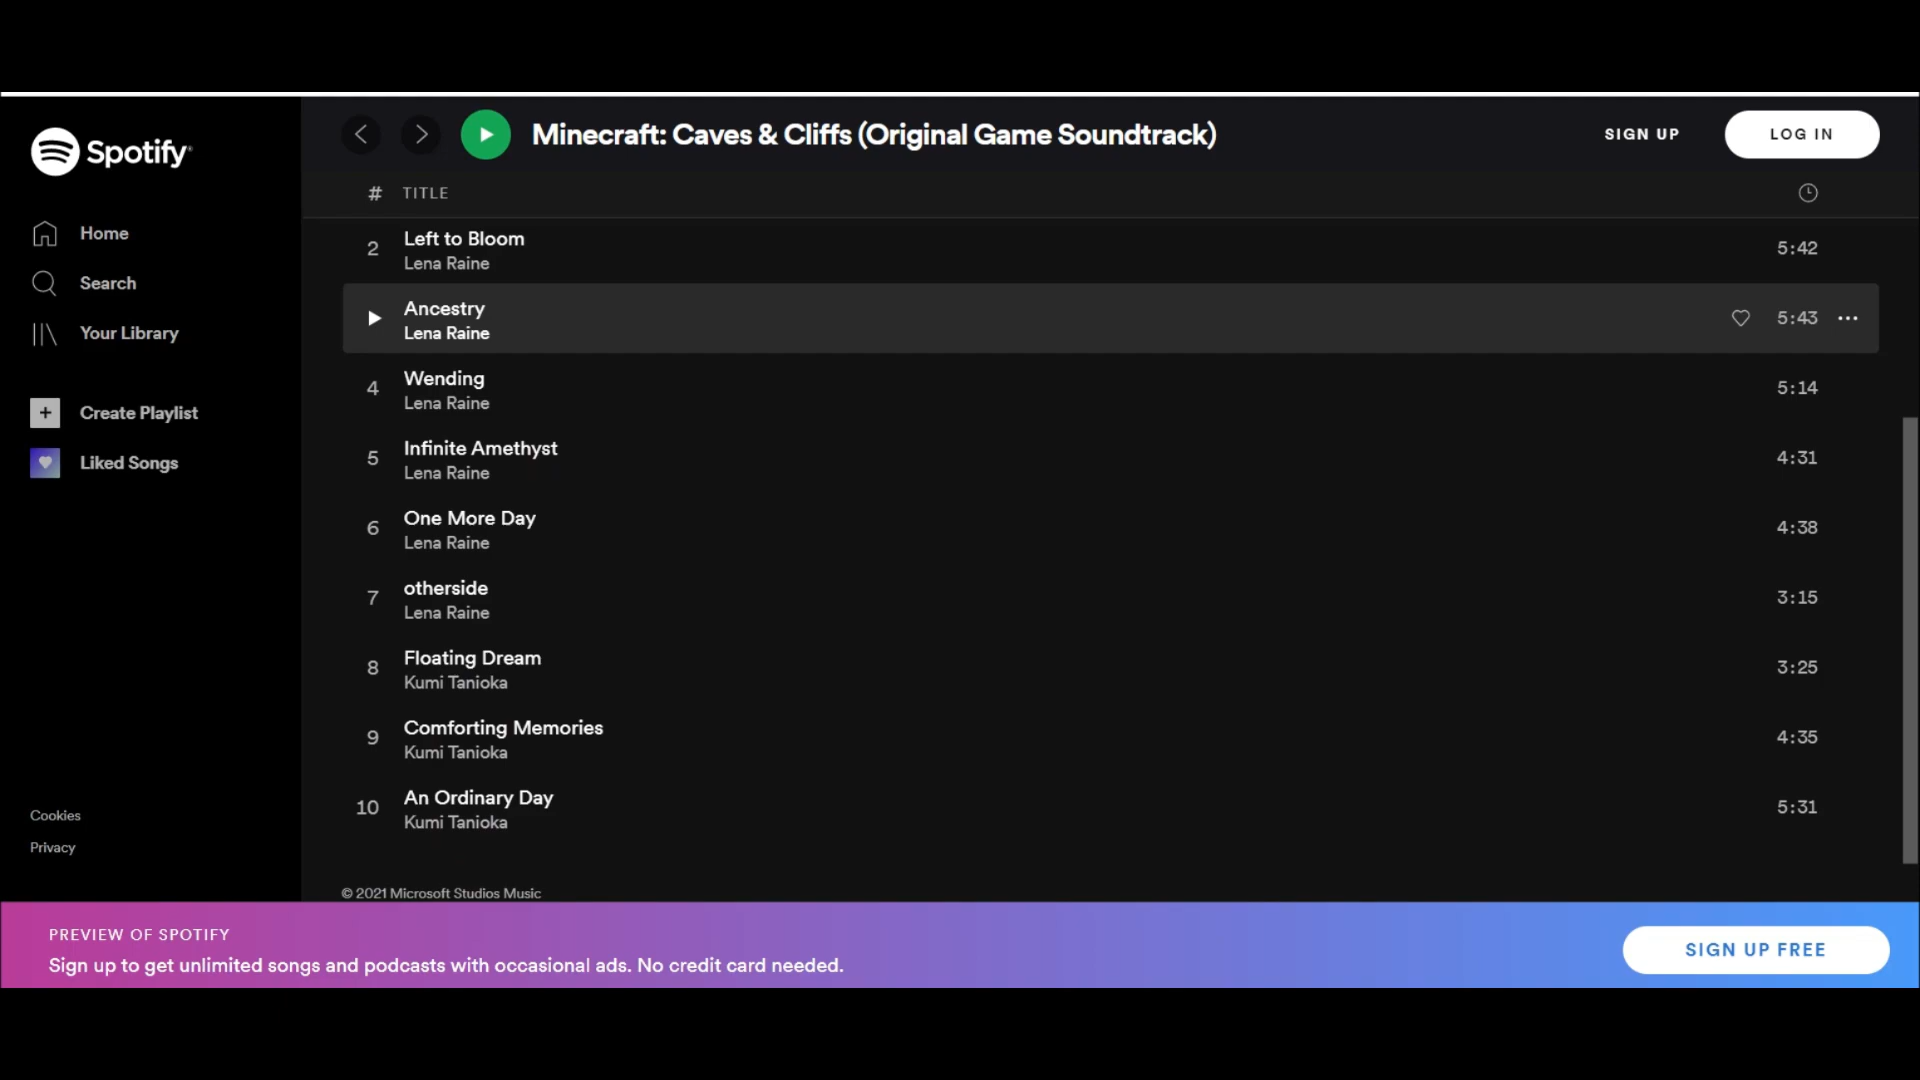 Spotify
Home
Search
Your Library
Create Playlist
Liked Songs
Cookies
Privacy
Minecraft: Caves & Cliffs (Original Game Soundtrack)
SIGN UP
LOG IN
# TITLE
2 Left to Bloom 5:42
Lena Raine
Ancestry 5:43
Lena Raine
4 Wending 5:14
Lena Raine
5 Infinite Amethyst 4:31
Lena Raine
6 One More Day 4:38
Lena Raine
7 otherside 3:15
Lena Raine
8 Floating Dream 3:25
Kumi Tanioka
9 Comforting Memories 4:35
Kumi Tanioka
10 An Ordinary Day 5:31
Kumi Tanioka
© 2021 Microsoft Studios Music
PREVIEW OF SPOTIFY
Sign up to get unlimited songs and podcasts with occasional ads. No credit card needed.
SIGN UP FREE